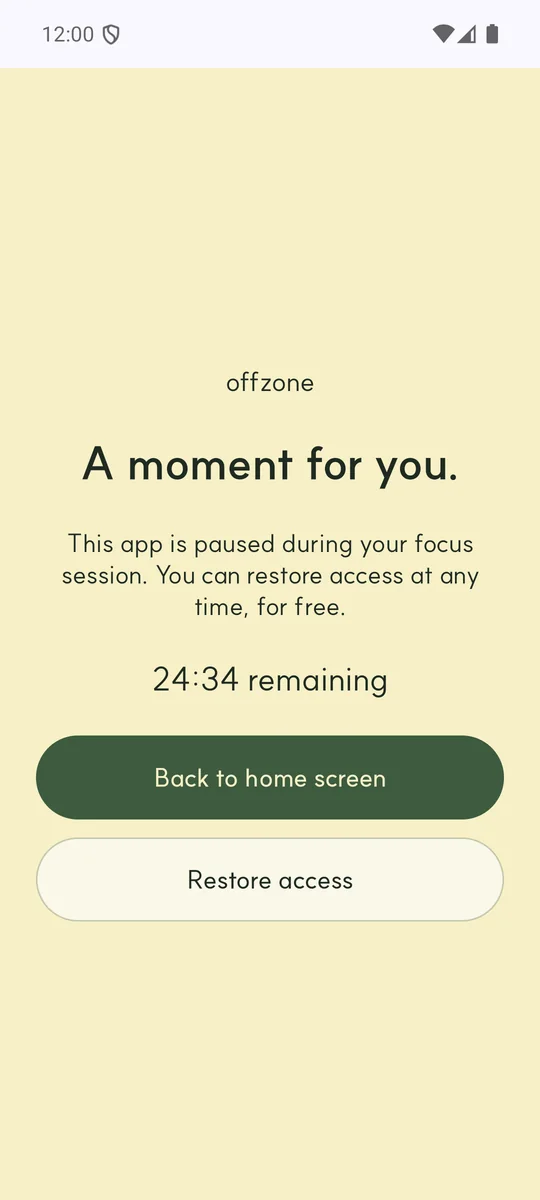 12:00
offzone
A moment for you.
This app is paused during your focus
session. You can restore access at any
time, for free.
24:34 remaining
Back to home screen
Restore access